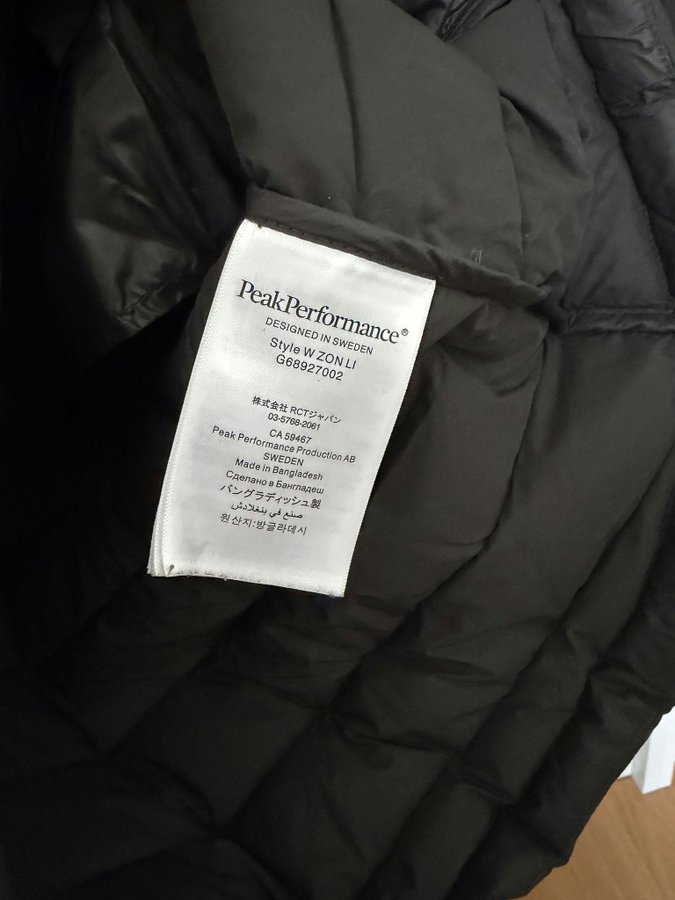 PeakPerformance®
DESIGNED IN SWEDEN
Style W ZON LI
G68927002
株式会社 RCTジャパン
03-5768-2061
CA 59467
Peak Performance Production AB
SWEDEN
Made in Bangladesh
Сделано в Бангладеш
バングラディッシュ製
صنع في بنغلادش
원산지:방글라데시